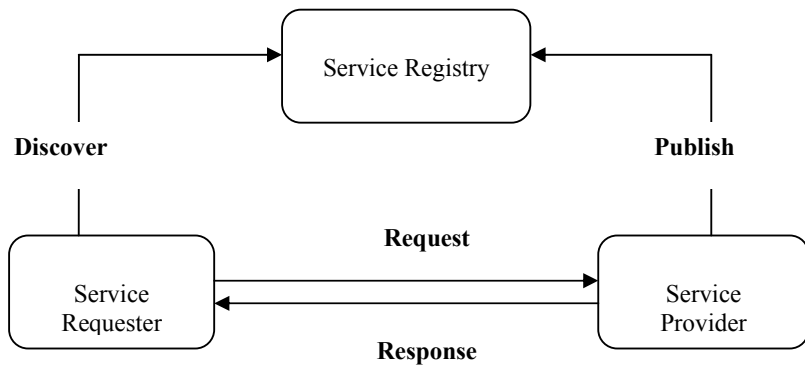 Service Registry
Discover
Publish
Request
Service
Requester
Service
Provider
Response